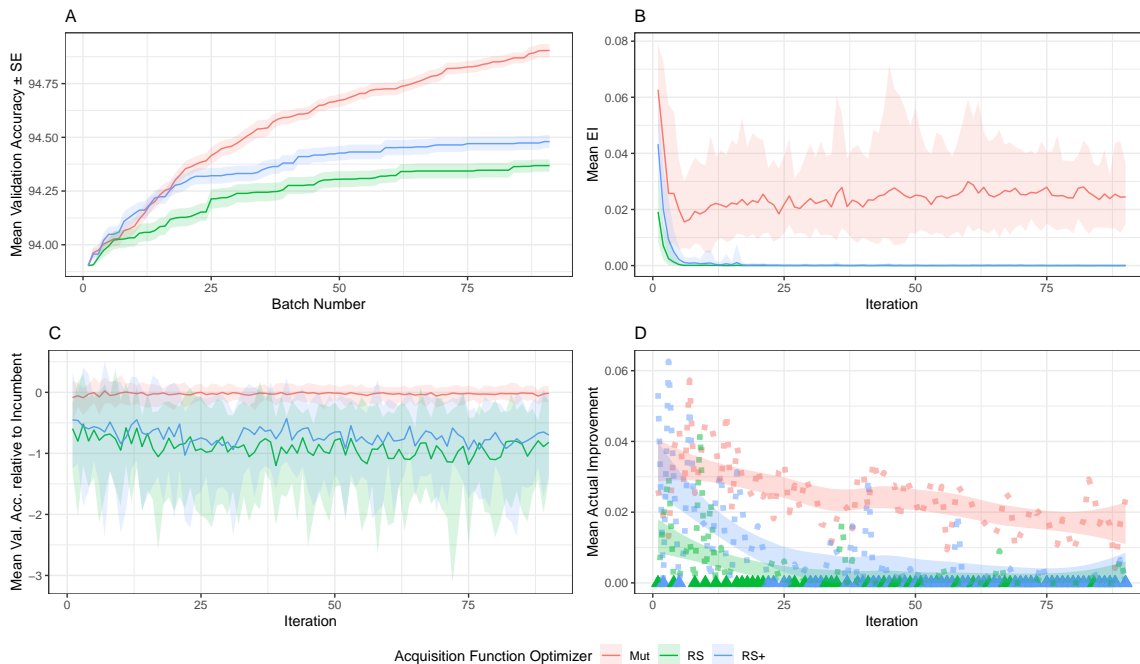 A
Mean Validation Accuracy ± SE
94.75
94.50
94.25
94.00
0
25
50
75
Batch Number
B
Mean EI
0.08
0.06
0.04
0.02
0.00
0
25
50
75
Iteration
C
Mean Val. Acc. relative to Incumbent
0
−1
−2
−3
0
25
50
75
Iteration
D
Mean Actual Improvement
0.06
0.04
0.02
0.00
0
25
50
75
Iteration
Acquisition Function Optimizer Mut RS RS+